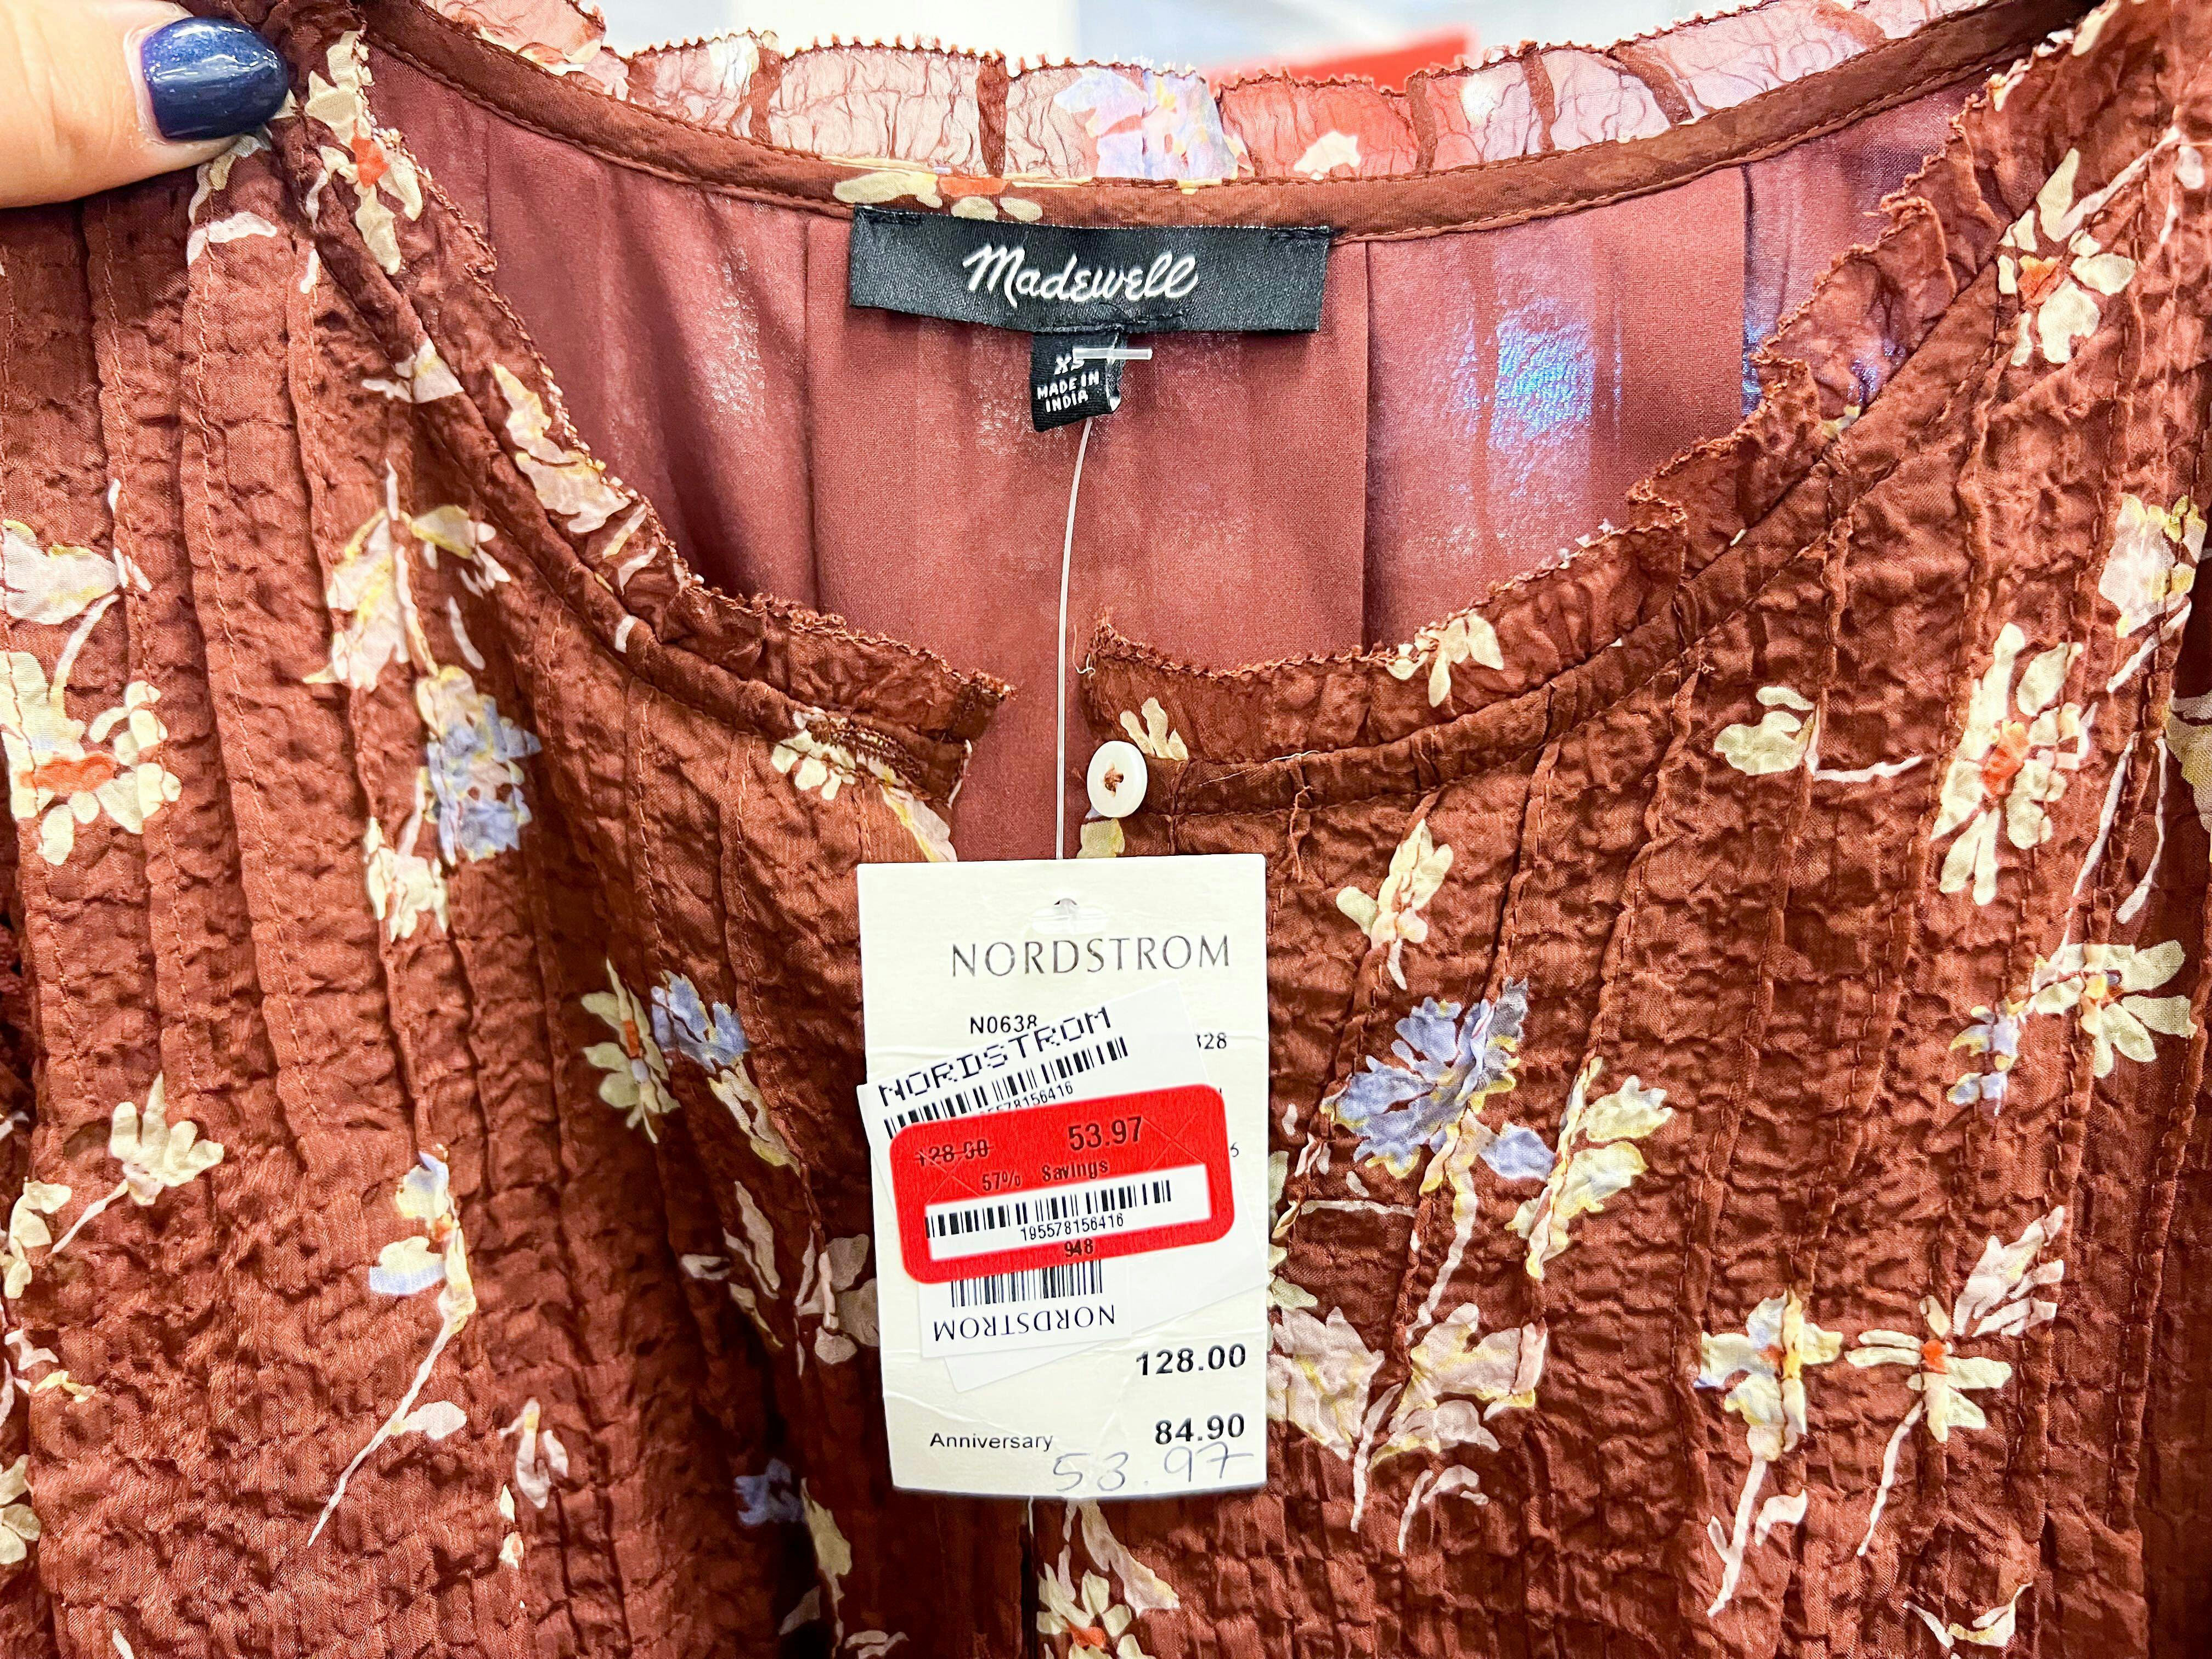 Madewell
XS
MADE IN
INDIA
NORDSTROM
N0638
328
NORDSTROM
5578156416
128.00 53.97
57% Savings
195578156416
948
NORDSTROM
128.00
Anniversary 84.90
53.97